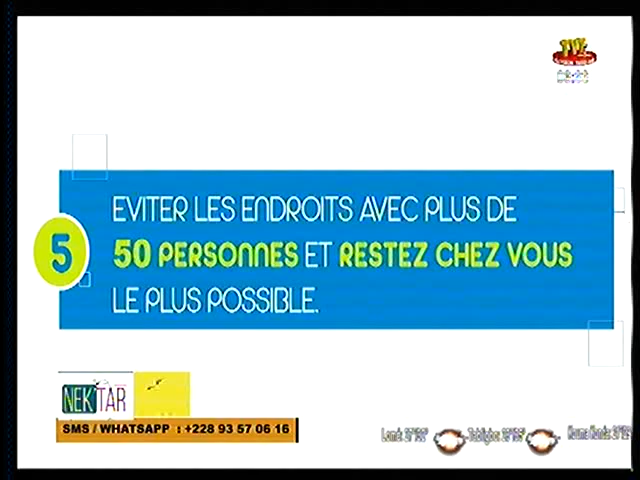 5
EVITER LES ENDROITS AVEC PLUS DE
50 PERSONNES ET RESTEZ CHEZ VOUS
LE PLUS POSSIBLE.
NEKTAR
SMS / WHATSAPP : +228 93 57 06 16